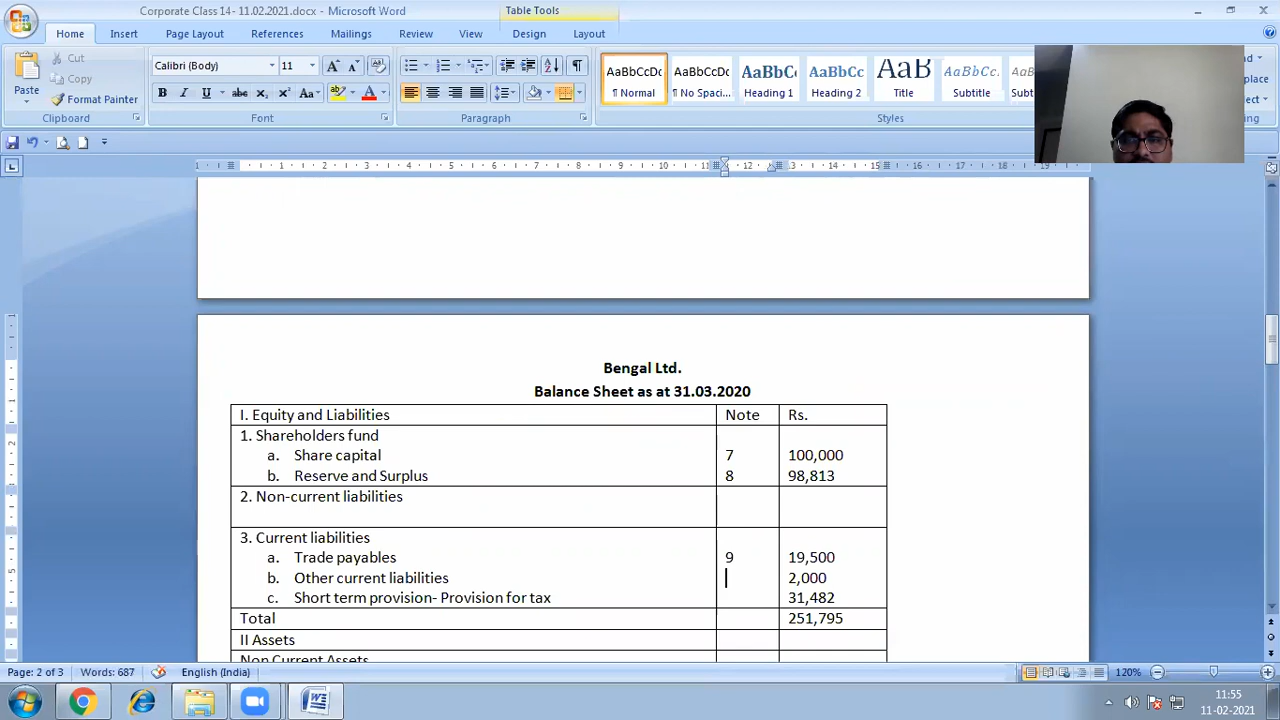 Corporate Class 14- 11.02.2021.docx - Microsoft Word
Table Tools
Home Insert Page Layout References Mailings Review View Design Layout
Paste
Cut
Copy
Format Painter
Clipboard
Calibri (Body) 11
Font
Paragraph
AaBbCcDc AaBbCcDc AaBbCc AaBbCc AaB AaBbCc.
¶ Normal ¶ No Spaci... Heading 1 Heading 2 Title Subtitle
Styles
Bengal Ltd.
Balance Sheet as at 31.03.2020
I. Equity and Liabilities Note Rs.
1. Shareholders fund
a. Share capital 7 100,000
b. Reserve and Surplus 8 98,813
2. Non-current liabilities
3. Current liabilities
a. Trade payables 9 19,500
b. Other current liabilities 2,000
c. Short term provision- Provision for tax 31,482
Total 251,795
II Assets
Non Current Assets
Page: 2 of 3 Words: 687 English (India) 120%
11:55
11-02-2021